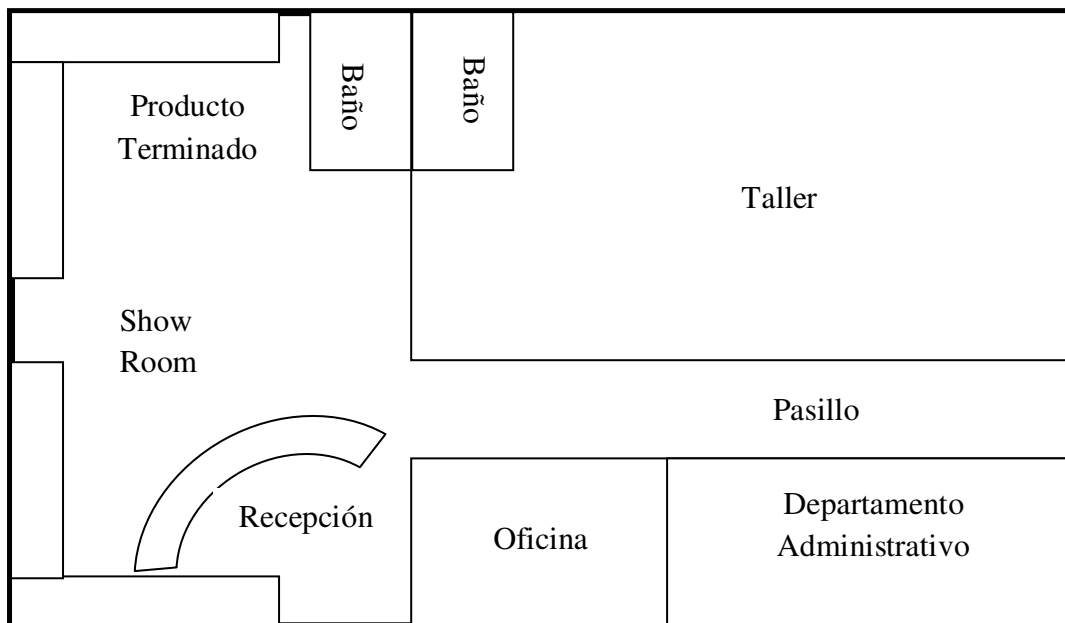 Baño
Baño
Producto
Terminado
Taller
Show
Room
Pasillo
Recepción
Oficina
Departamento
Administrativo